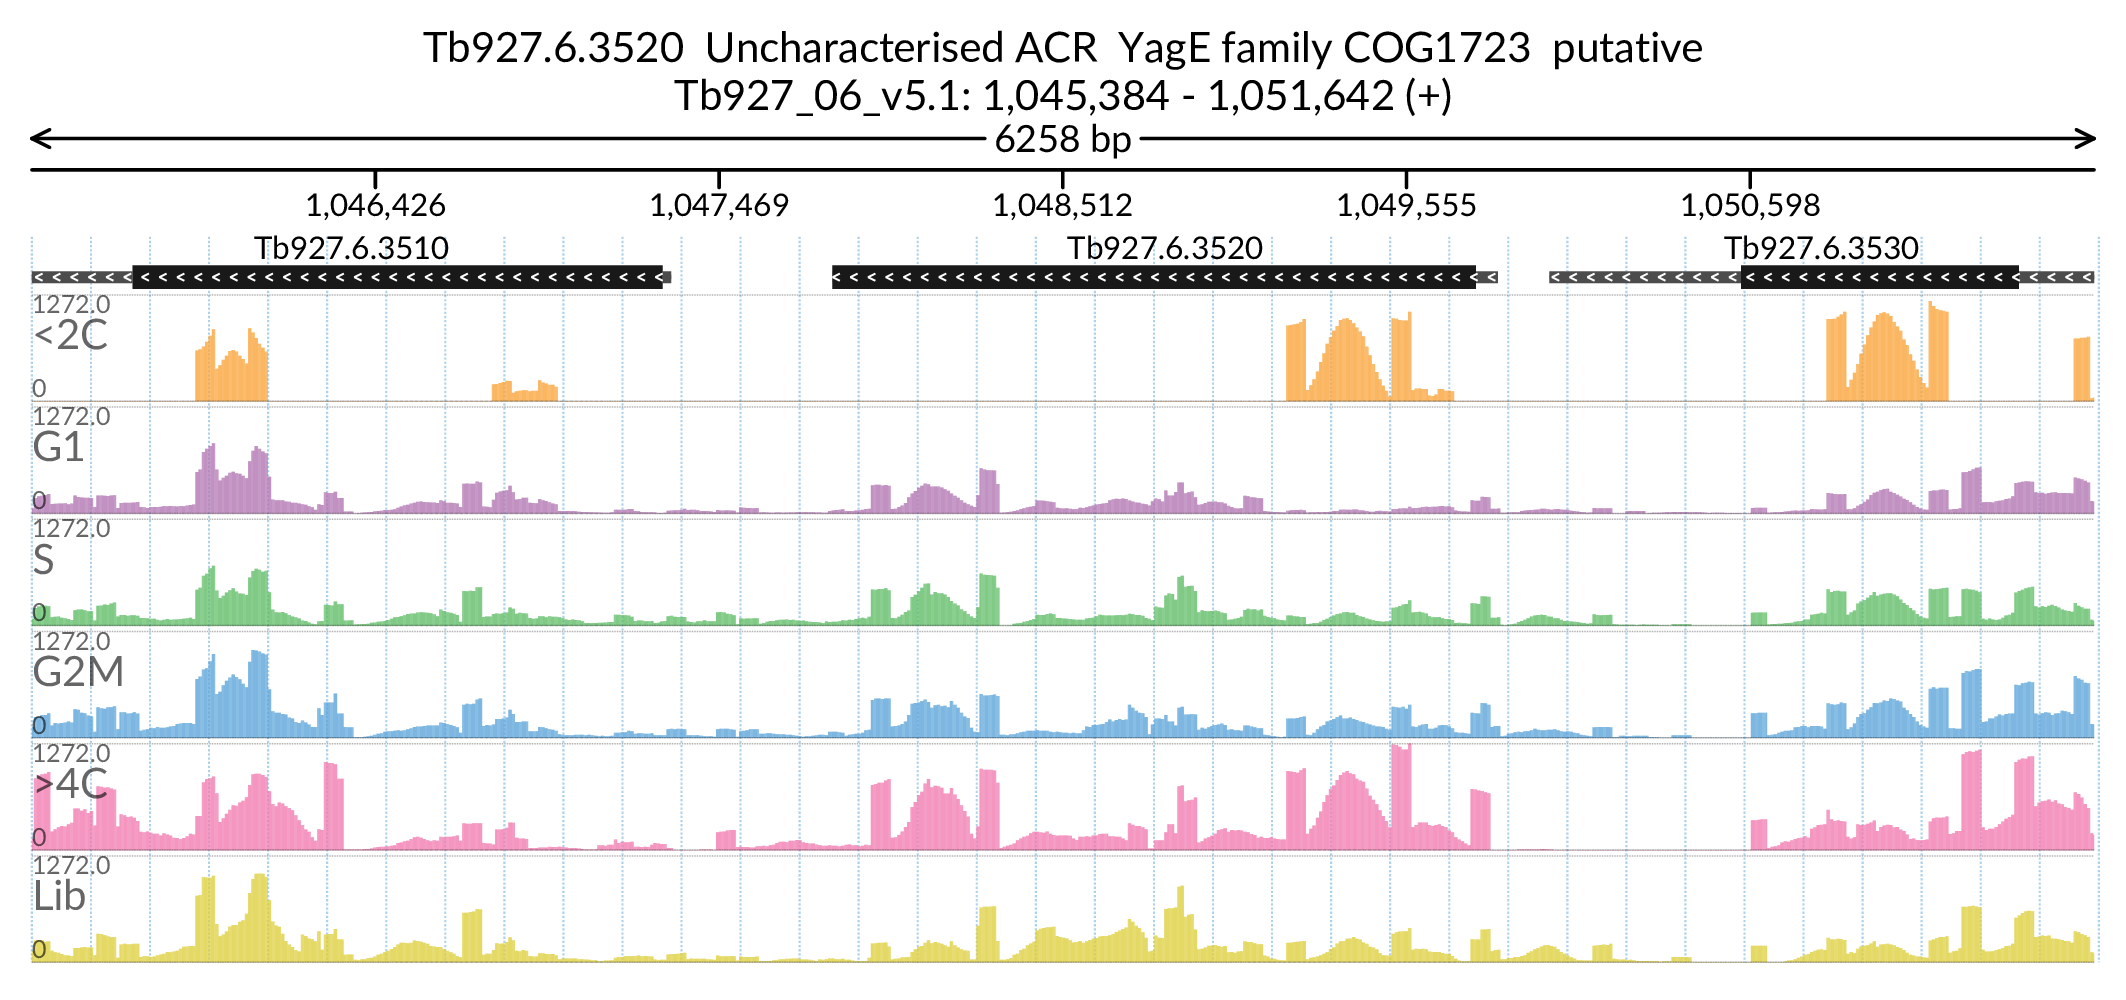 Tb927.6.3520  Uncharacterised ACR  YagE family COG1723  putative
Tb927_06_v5.1: 1,045,384 - 1,051,642 (+)
6258 bp
1,046,426 1,047,469 1,048,512 1,049,555 1,050,598
Tb927.6.3510 Tb927.6.3520 Tb927.6.3530
1272.0
<2C
0
1272.0
G1
0
1272.0
S
0
1272.0
G2M
0
1272.0
>4C
0
1272.0
Lib
0